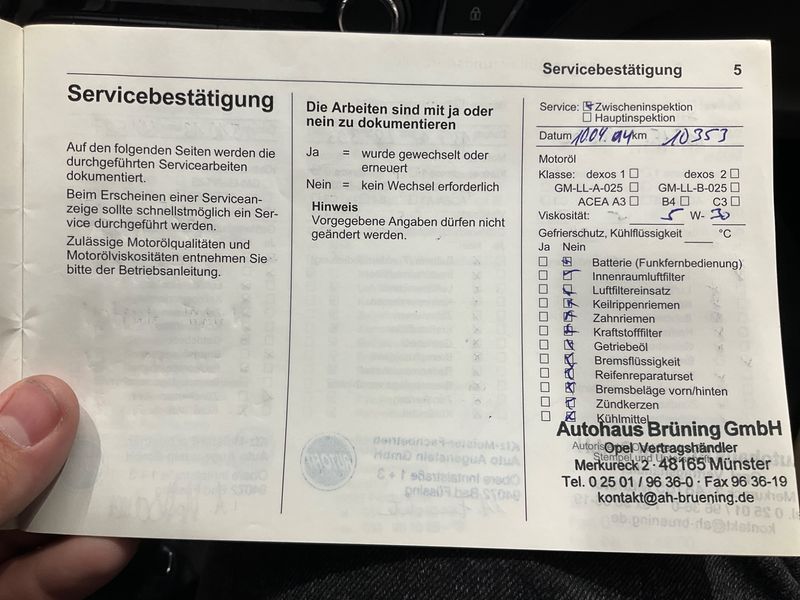 Servicebestätigung 5
Servicebestätigung
Auf den folgenden Seiten werden die
durchgeführten Servicearbeiten
dokumentiert.
Beim Erscheinen einer Servicean-
zeige sollte schnellstmöglich ein Ser-
vice durchgeführt werden.
Zulässige Motorölqualitäten und
Motorölviskositäten entnehmen Sie
bitte der Betriebsanleitung.
Die Arbeiten sind mit ja oder
nein zu dokumentieren
Ja = wurde gewechselt oder
erneuert
Nein = kein Wechsel erforderlich
Hinweis
Vorgegebene Angaben dürfen nicht
geändert werden.
Service: Zwischeninspektion
Hauptinspektion
Datum km 10353
Motoröl
Klasse: dexos 1 dexos 2
GM-LL-A-025 GM-LL-B-025
ACEA A3 B4 C3
Viskosität: 5 W- 30
Gefrierschutz, Kühlflüssigkeit °C
Ja Nein
Batterie (Funkfernbedienung)
Innenraumluftfilter
Luftfiltereinsatz
Keilrippenriemen
Zahnriemen
Kraftstofffilter
Getriebeöl
Bremsflüssigkeit
Reifenreparaturset
Bremsbeläge vorn/hinten
Zündkerzen
Kühlmittel
Autohaus Brüning GmbH
Opel Vertragshändler
Merkureck 2 · 48165 Münster
Tel. 0 25 01 / 96 36-0 · Fax 96 36-19
kontakt@ah-bruening.de